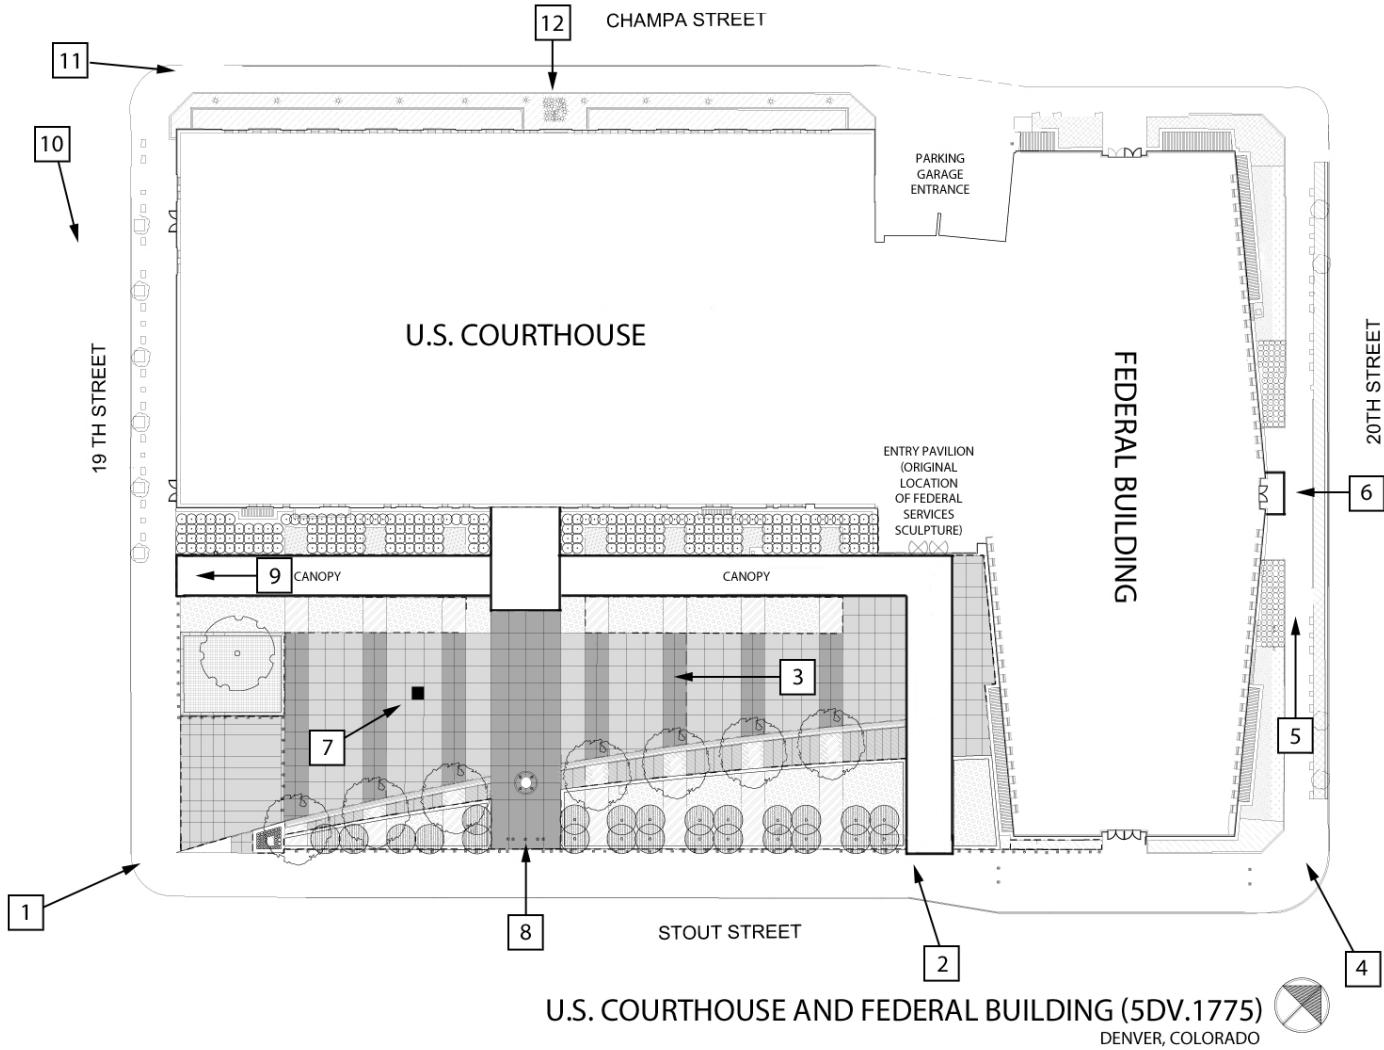 12
CHAMPA STREET
11
10
PARKING
GARAGE
ENTRANCE
U.S. COURTHOUSE
19 TH STREET
FEDERAL BUILDING
20TH STREET
ENTRY PAVILION
(ORIGINAL
LOCATION
OF FEDERAL
SERVICES
SCULPTURE)
6
9
CANOPY
CANOPY
3
7
5
1
8
STOUT STREET
2
4
U.S. COURTHOUSE AND FEDERAL BUILDING (5DV.1775)
DENVER, COLORADO